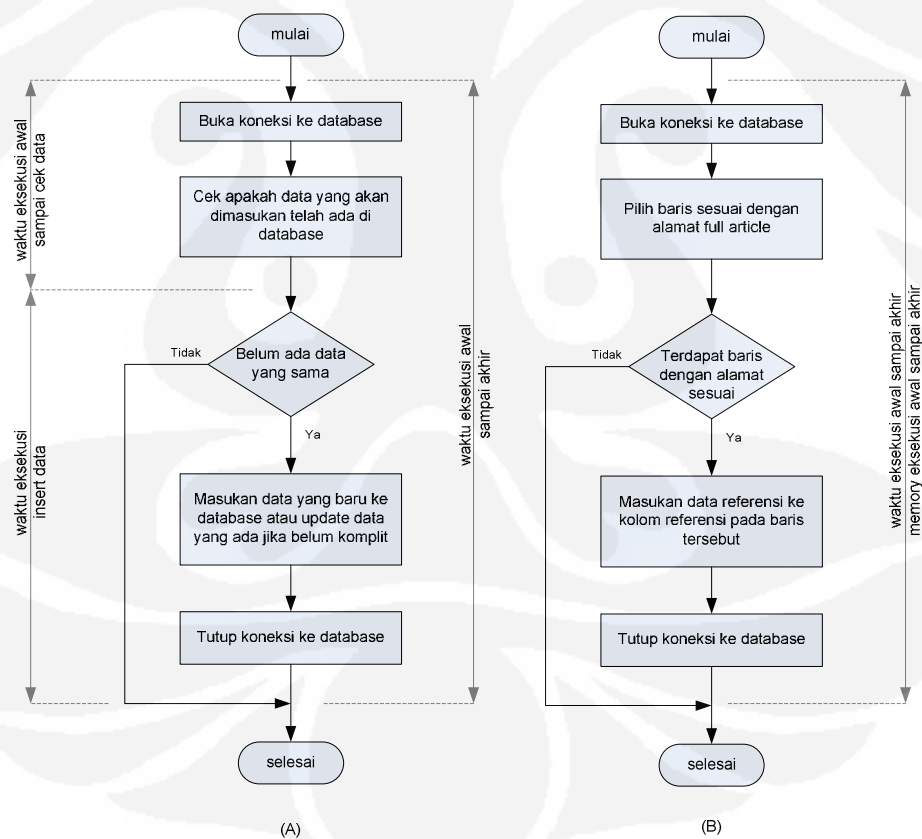 mulai
Buka koneksi ke database
Cek apakah data yang akan
dimasukan telah ada di
database
Belum ada data
yang sama
Tidak
Ya
Masukan data yang baru ke
database atau update data
yang ada jika belum komplit
Tutup koneksi ke database
selesai
(A)
waktu eksekusi awal
sampai cek data
waktu eksekusi
insert data
waktu eksekusi awal
sampai akhir
mulai
Buka koneksi ke database
Pilih baris sesuai dengan
alamat full article
Terdapat baris
dengan alamat
sesuai
Tidak
Ya
Masukan data referensi ke
kolom referensi pada baris
tersebut
Tutup koneksi ke database
selesai
(B)
waktu eksekusi awal sampai akhir
memory eksekusi awal sampai akhir